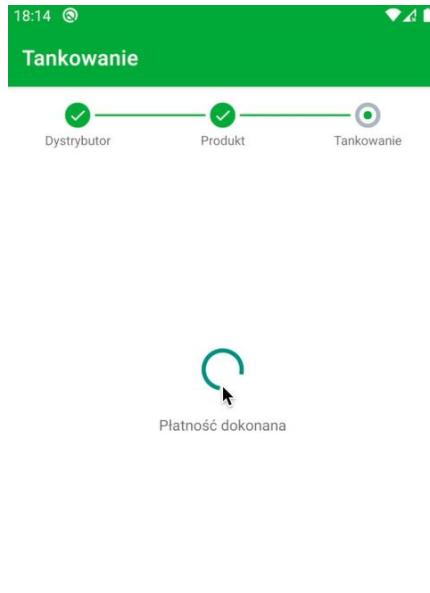 18:14
Tankowanie
Dystrybutor
Produkt
Tankowanie
Płatność dokonana